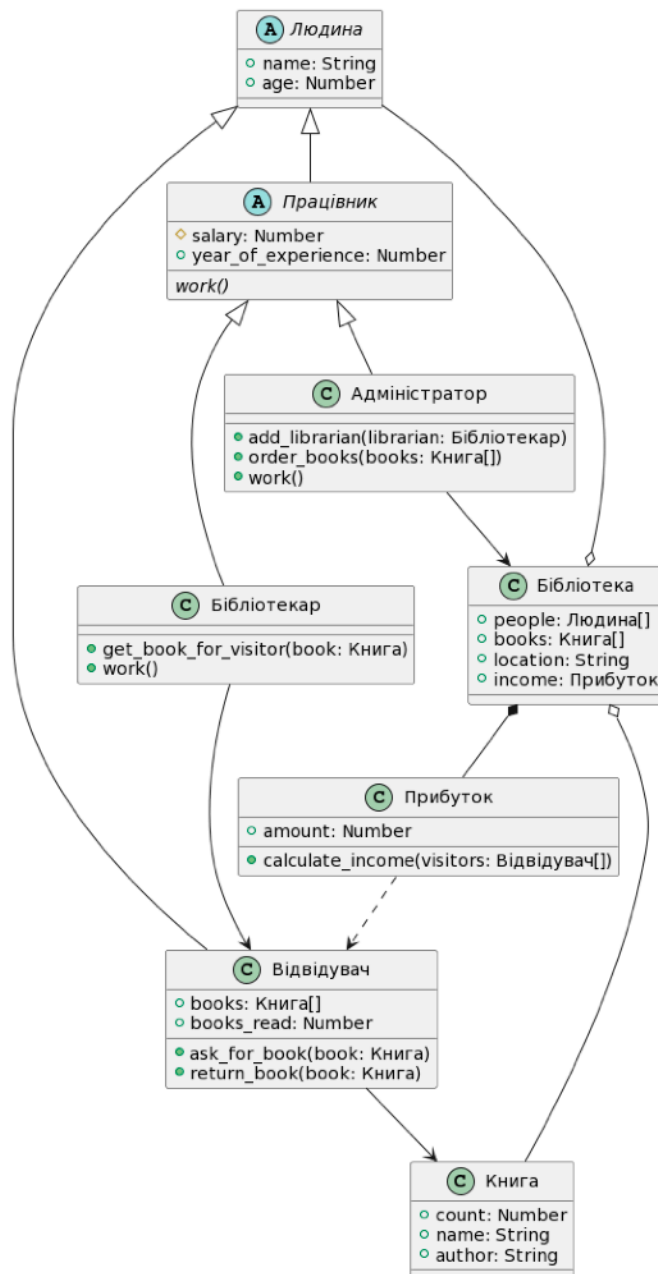 A Людина
name: String
age: Number
A Працівник
salary: Number
year_of_experience: Number
work()
C Адміністратор
add_librarian(librarian: Бібліотекар)
order_books(books: Книга[])
work()
C Бібліотека
people: Людина[]
books: Книга[]
location: String
income: Прибуток
C Бібліотекар
get_book_for_visitor(book: Книга)
work()
C Прибуток
amount: Number
calculate_income(visitors: Відвідувач[])
C Відвідувач
books: Книга[]
books_read: Number
ask_for_book(book: Книга)
return_book(book: Книга)
C Книга
count: Number
name: String
author: String